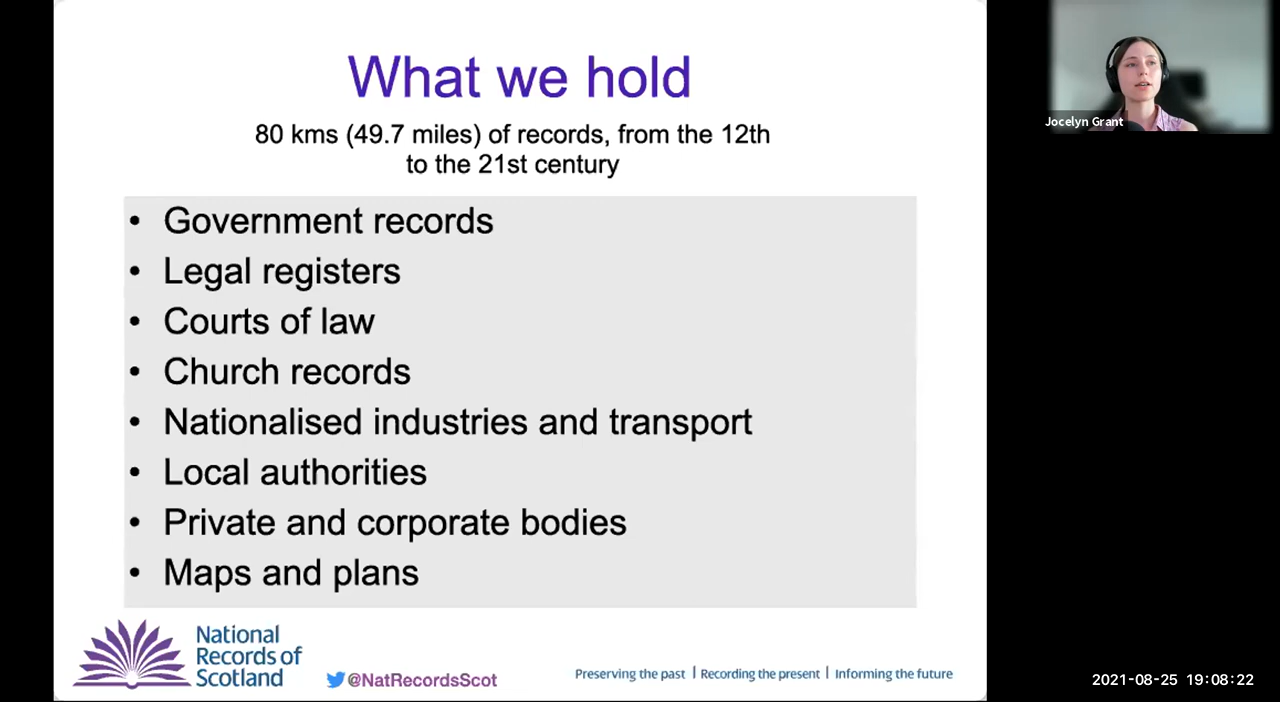 What we hold
80 kms (49.7 miles) of records, from the 12th
to the 21st century
• Government records
• Legal registers
• Courts of law
• Church records
• Nationalised industries and transport
• Local authorities
• Private and corporate bodies
• Maps and plans
National
Records of
Scotland
@NatRecordsScot
Preserving the past | Recording the present | Informing the future
Jocelyn Grant
2021-08-25 19:08:22